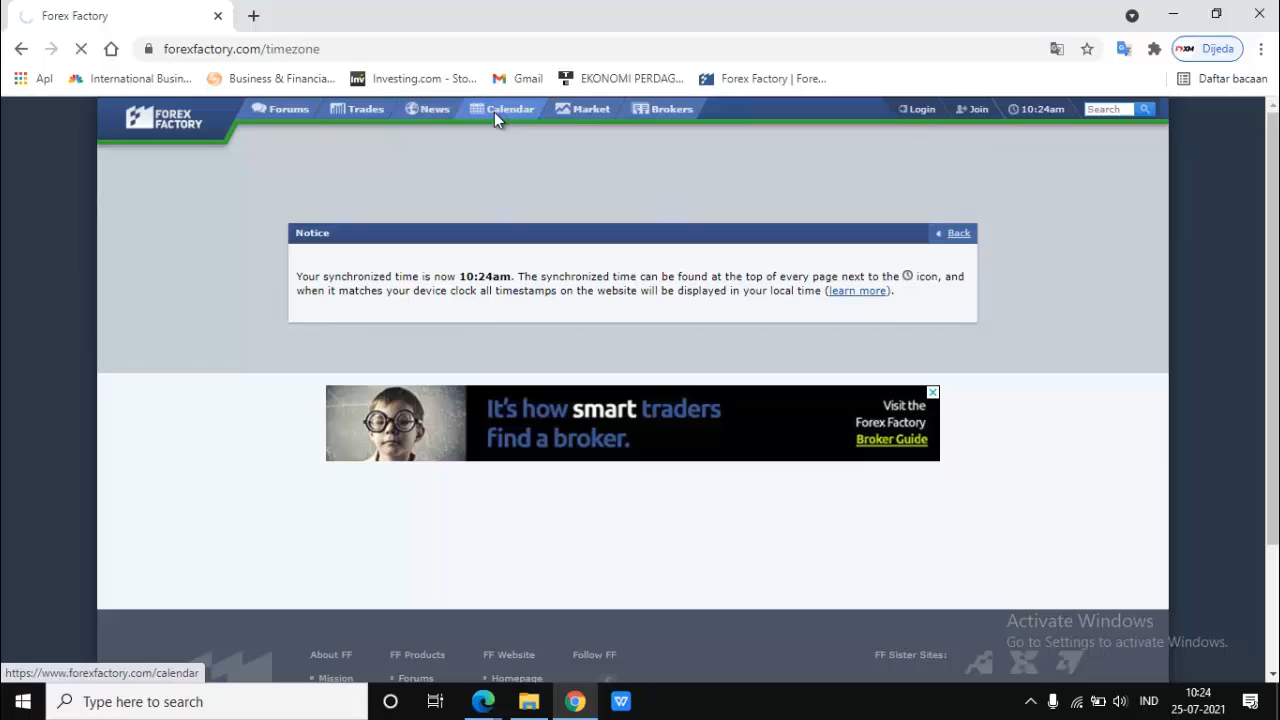 Forex Factory
forexfactory.com/timezone
Dijeda
Apl
International Busin...
Business & Financia...
Investing.com - Sto...
Gmail
EKONOMI PERDAG...
Forex Factory | Fore...
Daftar bacaan
FOREX FACTORY
Forums
Trades
News
Calendar
Market
Brokers
Login
Join
10:24am
Search
Notice
Back
Your synchronized time is now 10:24am. The synchronized time can be found at the top of every page next to the icon, and
when it matches your device clock all timestamps on the website will be displayed in your local time (learn more).
It's how smart traders
find a broker.
Visit the
Forex Factory
Broker Guide
Activate Windows
Go to Settings to activate Windows.
About FF
FF Products
FF Website
Follow FF
FF Sister Sites:
Mission
Forums
Homepage
https://www.forexfactory.com/calendar
Type here to search
IND
10:24
25-07-2021